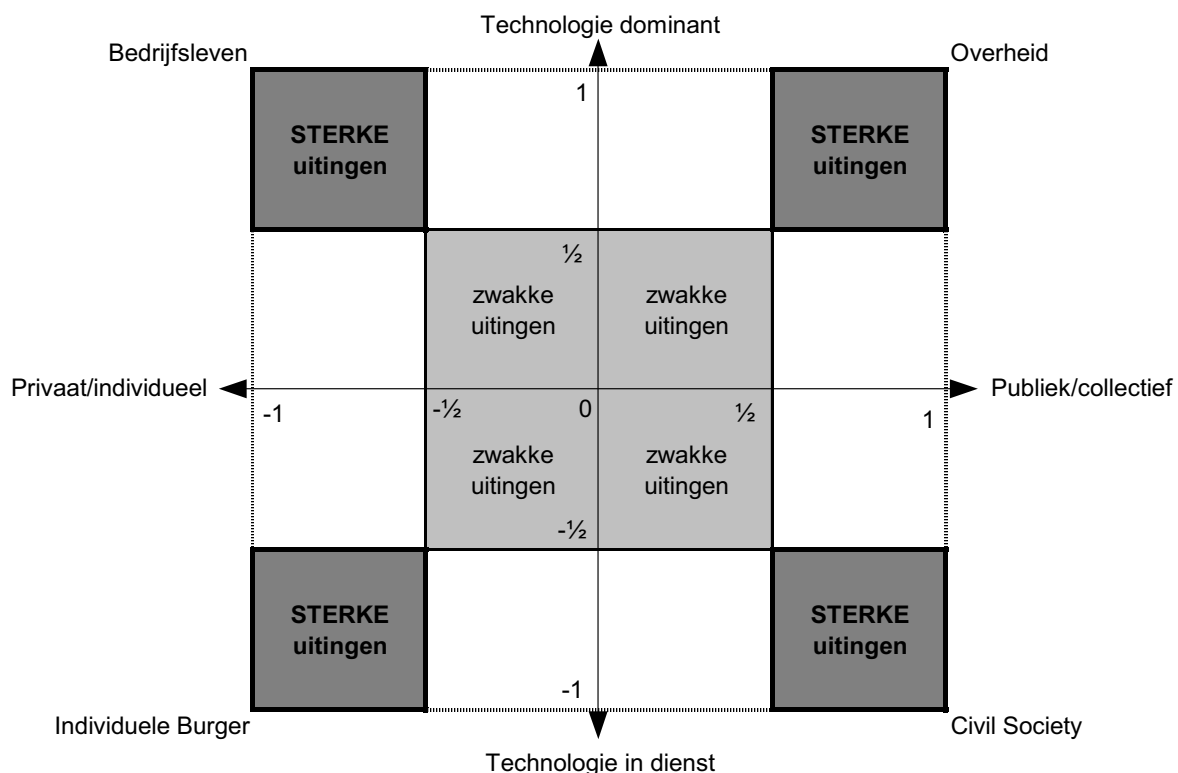 Technologie dominant
Bedrijfsleven
Overheid
1
STERKE
uitingen
STERKE
uitingen
½
zwakke
uitingen
zwakke
uitingen
Privaat/individueel
Publiek/collectief
-1
-½
0
½
1
zwakke
uitingen
zwakke
uitingen
-½
STERKE
uitingen
STERKE
uitingen
-1
Individuele Burger
Civil Society
Technologie in dienst